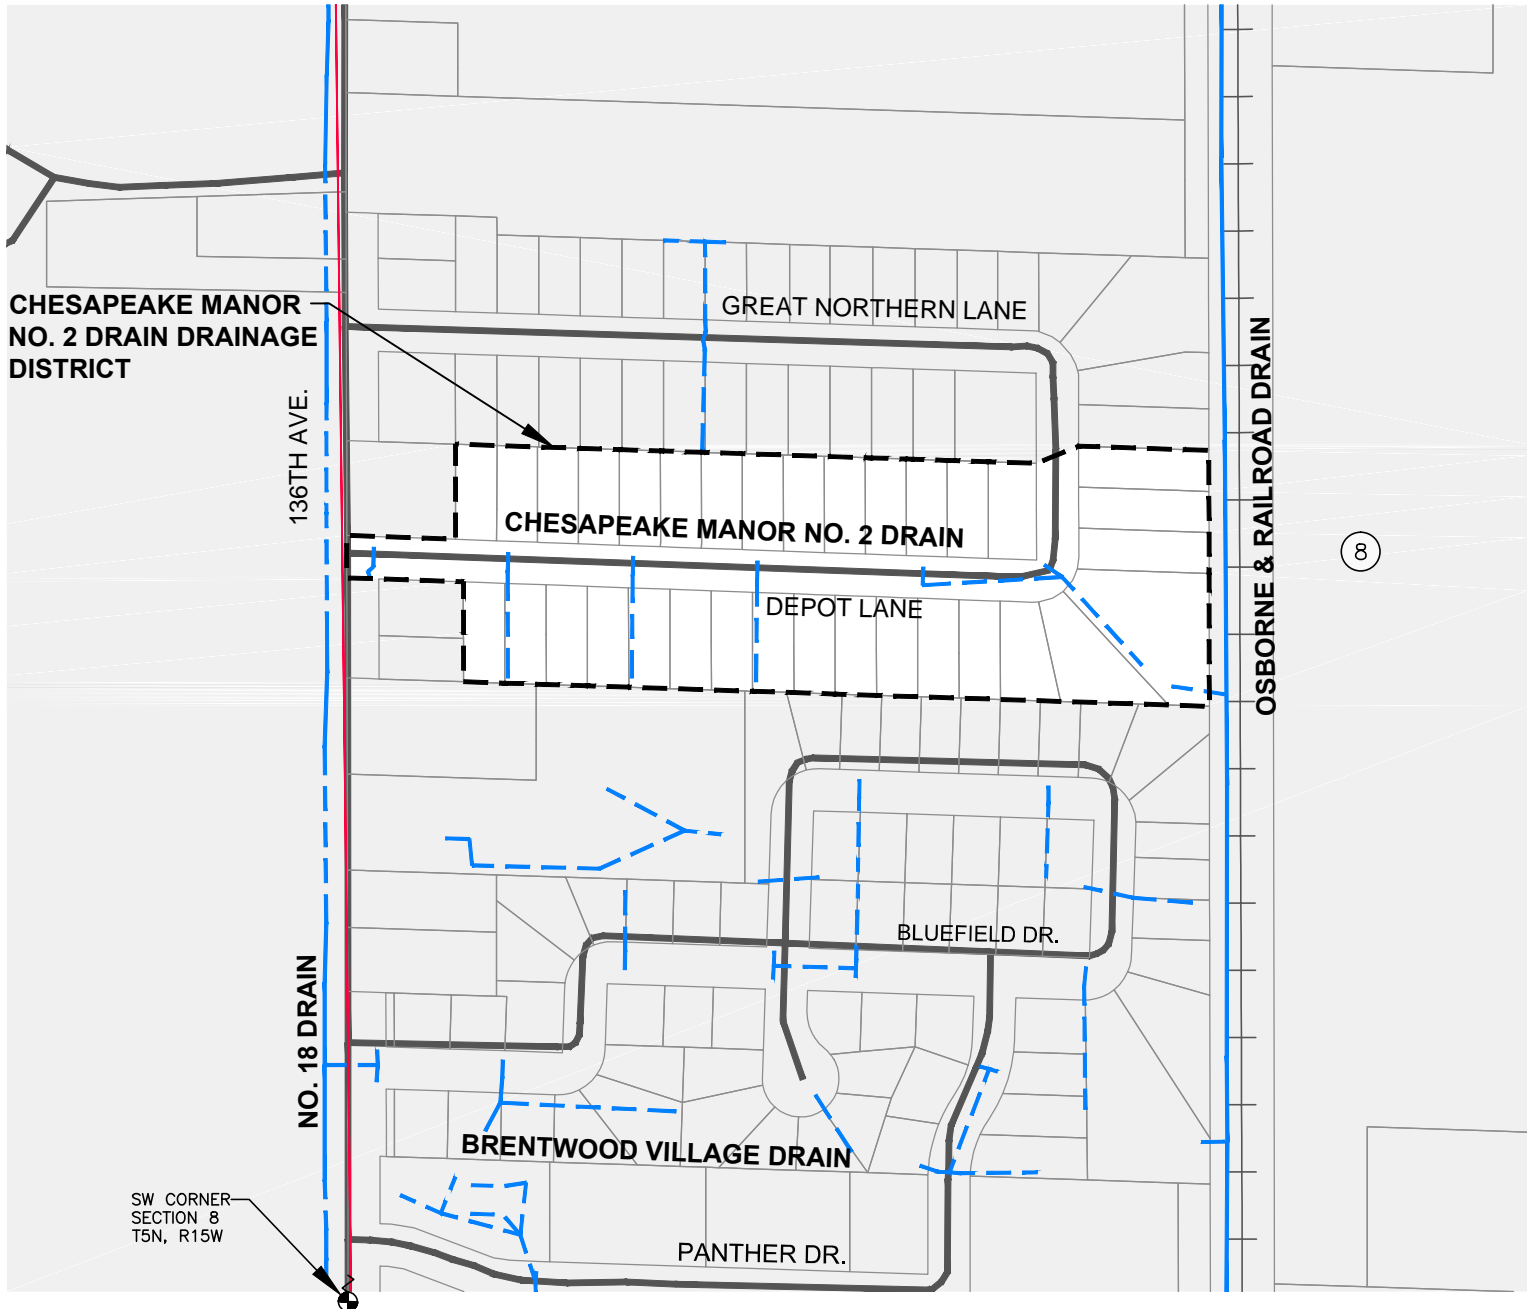 GREAT NORTHERN LANE
CHESAPEAKE MANOR
NO. 2 DRAIN DRAINAGE
DISTRICT
136TH AVE.
OSBORNE & RAILROAD DRAIN
CHESAPEAKE MANOR NO. 2 DRAIN
8
DEPOT LANE
BLUEFIELD DR.
NO. 18 DRAIN
BRENTWOOD VILLAGE DRAIN
SW CORNER
SECTION 8
T5N, R15W
PANTHER DR.